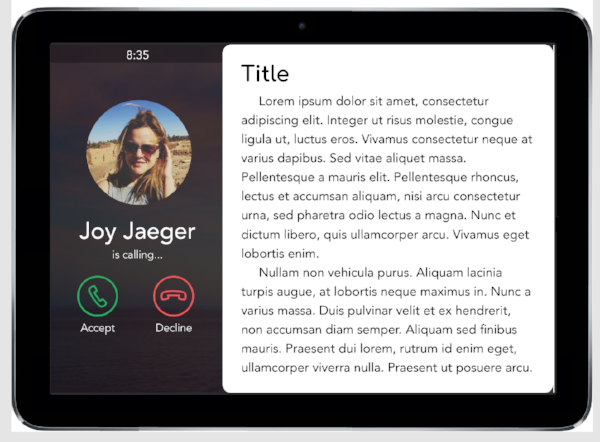 8:35
Joy Jaeger
is calling...
Accept
Decline
Title
Lorem ipsum dolor sit amet, consectetur
adipiscing elit. Integer ut risus molestie, congue
ligula ut, luctus eros. Vivamus consectetur neque at
varius dapibus. Sed vitae aliquet massa.
Pellentesque a mauris elit. Pellentesque rhoncus,
lectus et accumsan aliquam, nisi arcu consectetur
urna, sed pharetra odio lectus a magna. Nunc et
dictum libero, quis ullamcorper arcu. Vivamus eget
lobortis enim.
Nullam non vehicula purus. Aliquam lacinia
turpis augue, at lobortis neque maximus in. Nunc a
varius massa. Duis pulvinar velit et ex hendrerit,
non accumsan diam semper. Aliquam sed finibus
mauris. Praesent dui lorem, rutrum id enim eget,
ullamcorper viverra nulla. Praesent ut posuere arcu.